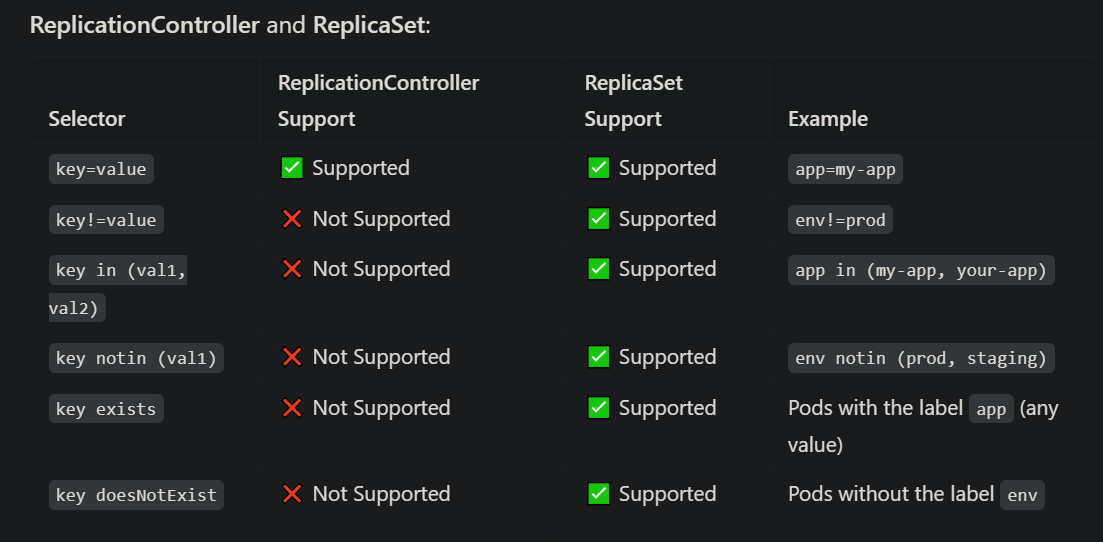 ReplicationController and ReplicaSet:
Selector ReplicationController Support ReplicaSet Support Example
key=value ✅ Supported ✅ Supported app=my-app
key!=value ❌ Not Supported ✅ Supported env!=prod
key in (val1, val2) ❌ Not Supported ✅ Supported app in (my-app, your-app)
key notin (val1) ❌ Not Supported ✅ Supported env notin (prod, staging)
key exists ❌ Not Supported ✅ Supported Pods with the label app (any value)
key doesNotExist ❌ Not Supported ✅ Supported Pods without the label env